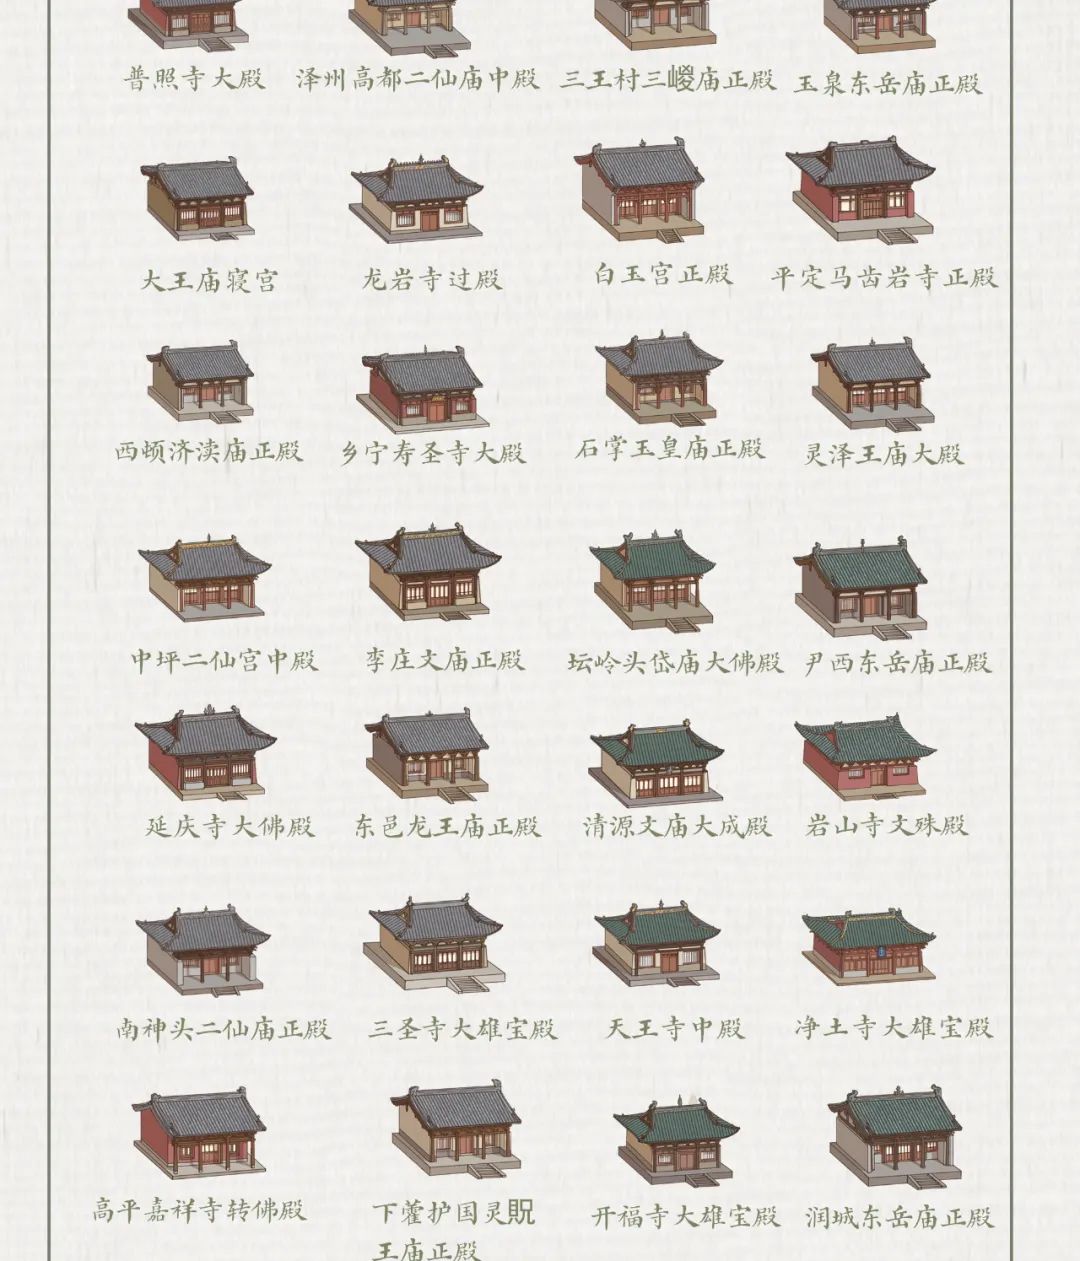 普照寺大殿
泽州高都二仙庙中殿
三王村三嵕庙正殿
玉泉东岳庙正殿
大王庙寝宫
龙岩寺过殿
白玉宫正殿
平定马齿岩寺正殿
西顿济渎庙正殿
乡宁寿圣寺大殿
石掌玉皇庙正殿
灵泽王庙大殿
中坪二仙宫中殿
李庄文庙正殿
坛岭头岱庙大佛殿
尹西东岳庙正殿
延庆寺大佛殿
东邑龙王庙正殿
清源文庙大成殿
岩山寺文殊殿
南神头二仙庙正殿
三圣寺大雄宝殿
天王寺中殿
净土寺大雄宝殿
高平嘉祥寺转佛殿
下藿护国灵贶
王庙正殿
开福寺大雄宝殿
润城东岳庙正殿